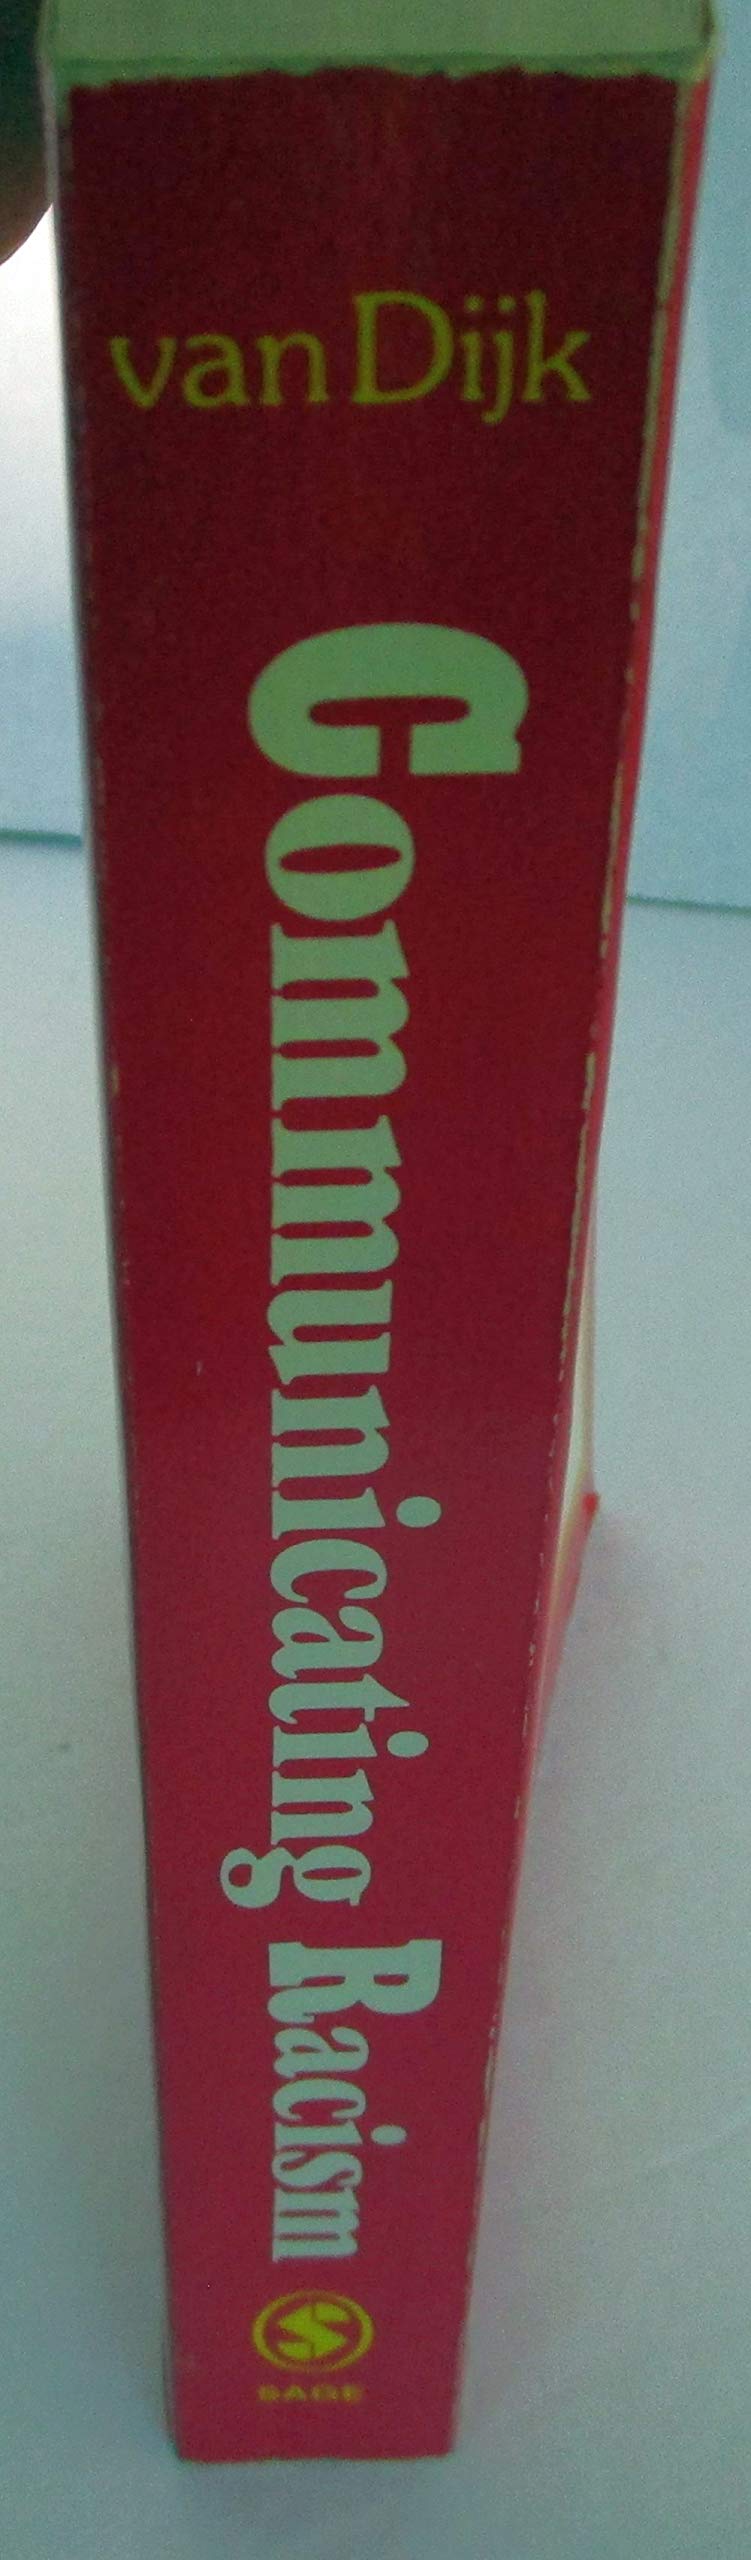 van Dijk
Communicating Racism
SAGE